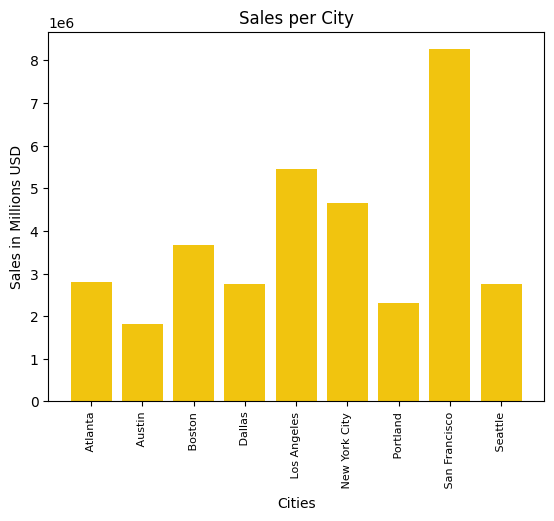 Sales per City
1e6
Sales in Millions USD
8
7
6
5
4
3
2
1
0
Atlanta
Austin
Boston
Dallas
Los Angeles
New York City
Portland
San Francisco
Seattle
Cities